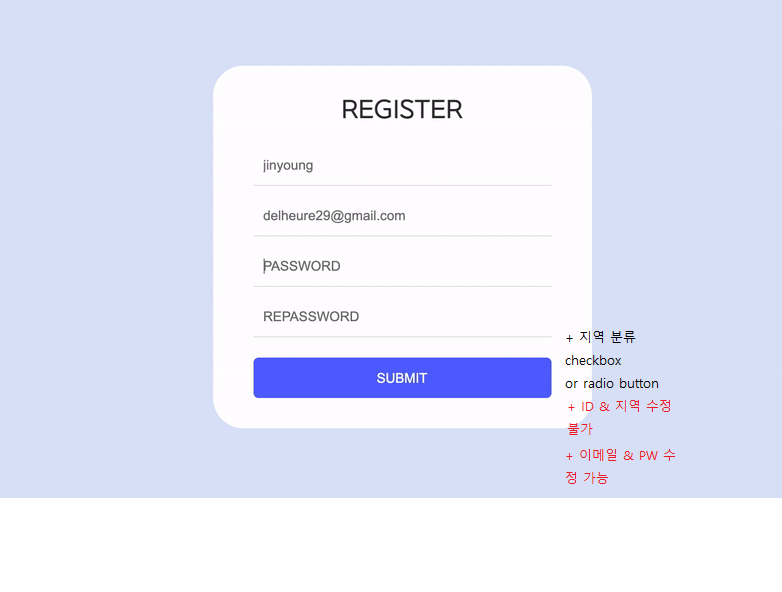 REGISTER
jinyoung
delheure29@gmail.com
PASSWORD
REPASSWORD
SUBMIT
+ 지역 분류
checkbox
or radio button
+ ID & 지역 수정
불가
+ 이메일 & PW 수
정 가능